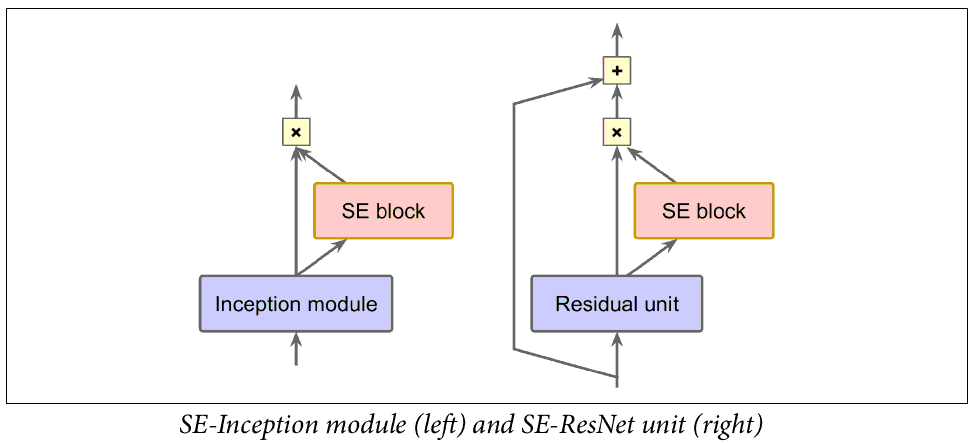 +
×
×
SE block
SE block
Inception module
Residual unit
SE-Inception module (left) and SE-ResNet unit (right)